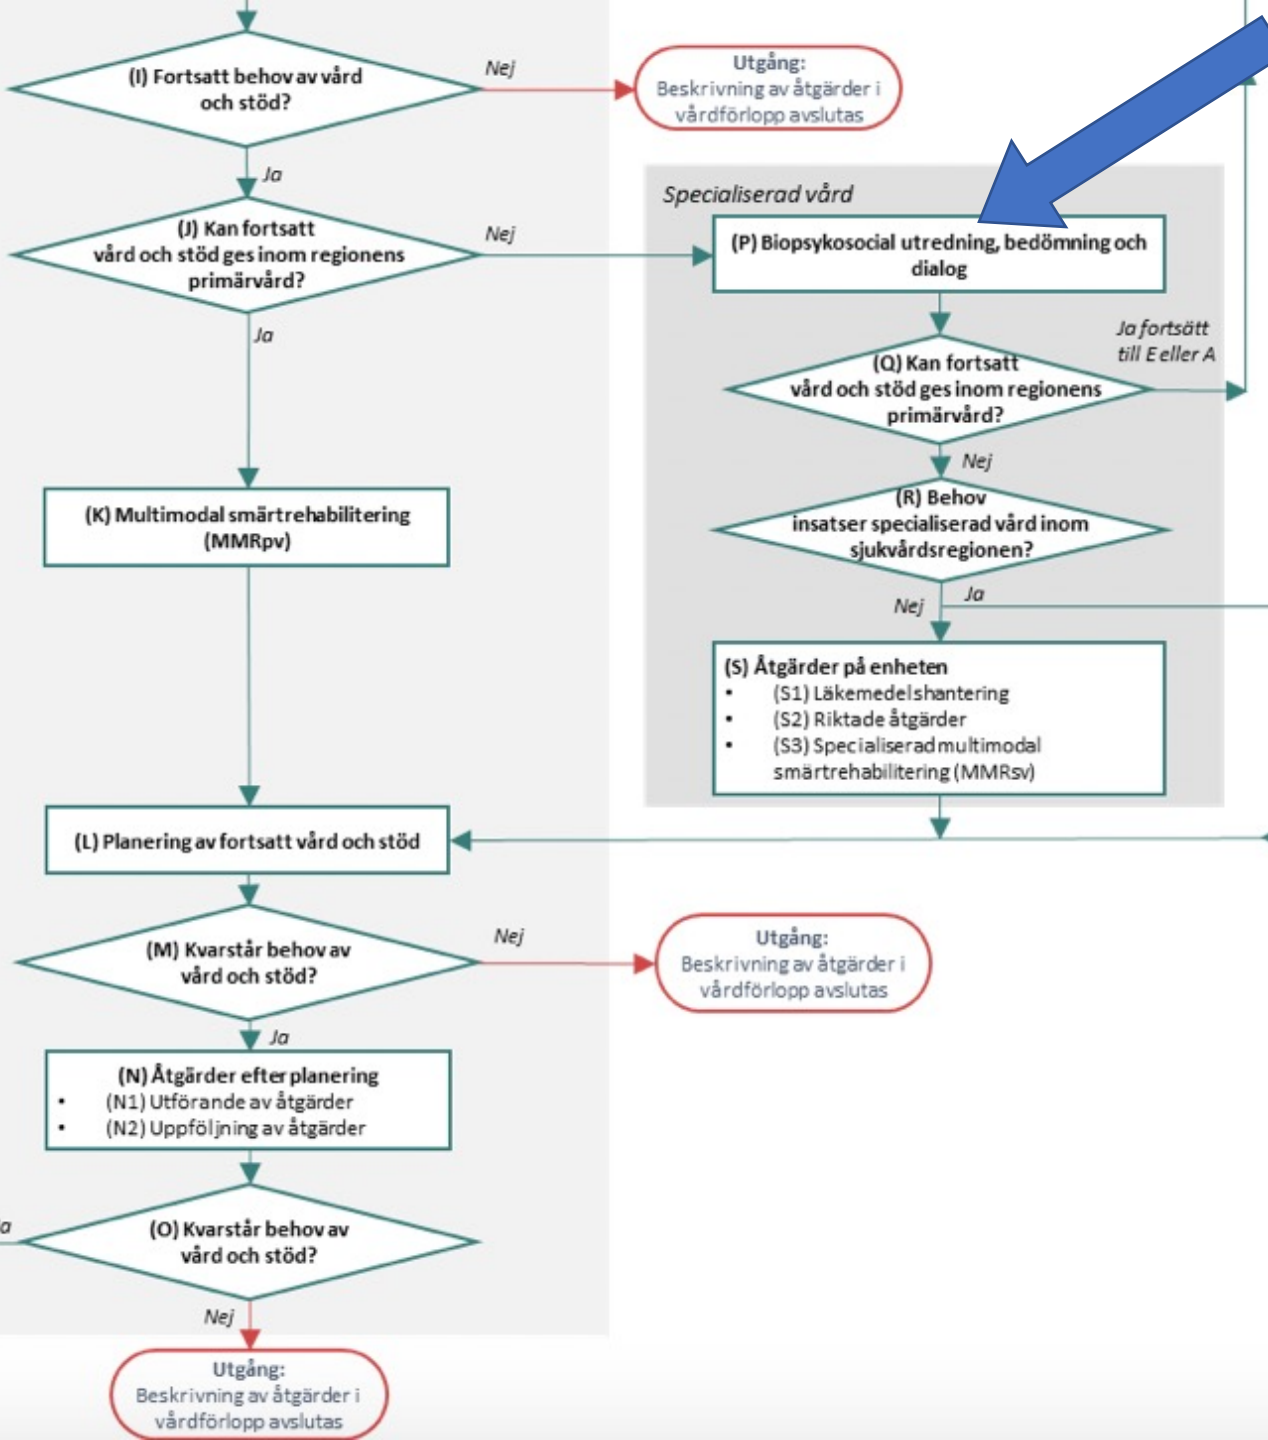 (I) Fortsatt behov av vård
och stöd?
Nej
Utgång:
Beskrivning av åtgärder i
vårdförlopp avslutas
Ja
(J) Kan fortsatt
vård och stöd ges inom regionens
primärvård?
Nej
Ja
Specialiserad vård
(P) Biopsykosocial utredning, bedömning och
dialog
Ja fortsätt
till E eller A
(Q) Kan fortsatt
vård och stöd ges inom regionens
primärvård?
Nej
(R) Behov
insatser specialiserad vård inom
sjukvårdsregionen?
Nej
Ja
(S) Åtgärder på enheten
• (S1) Läkemedelshantering
• (S2) Riktade åtgärder
• (S3) Specialiserad multimodal
smärtrehabilitering (MMRsv)
(K) Multimodal smärtrehabilitering
(MMRpv)
(L) Planering av fortsatt vård och stöd
(M) Kvarstår behov av
vård och stöd?
Nej
Utgång:
Beskrivning av åtgärder i
vårdförlopp avslutas
Ja
(N) Åtgärder efter planering
• (N1) Utförande av åtgärder
• (N2) Uppföljning av åtgärder
(O) Kvarstår behov av
vård och stöd?
Nej
Utgång:
Beskrivning av åtgärder i
vårdförlopp avslutas